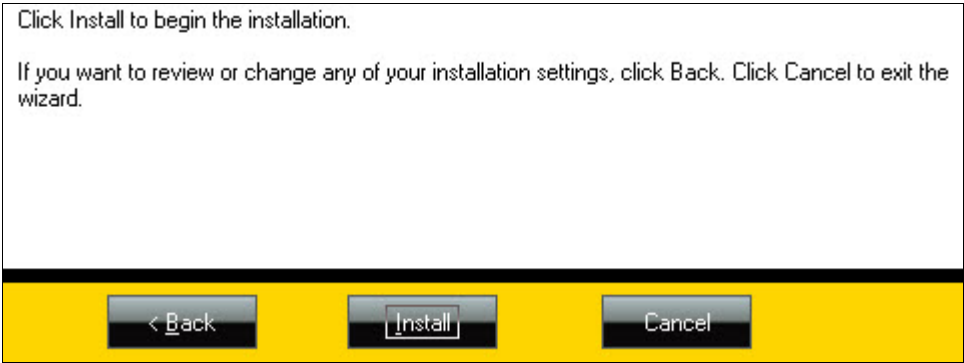 Click Install to begin the installation.
If you want to review or change any of your installation settings, click Back. Click Cancel to exit the
wizard.
< Back
Install
Cancel